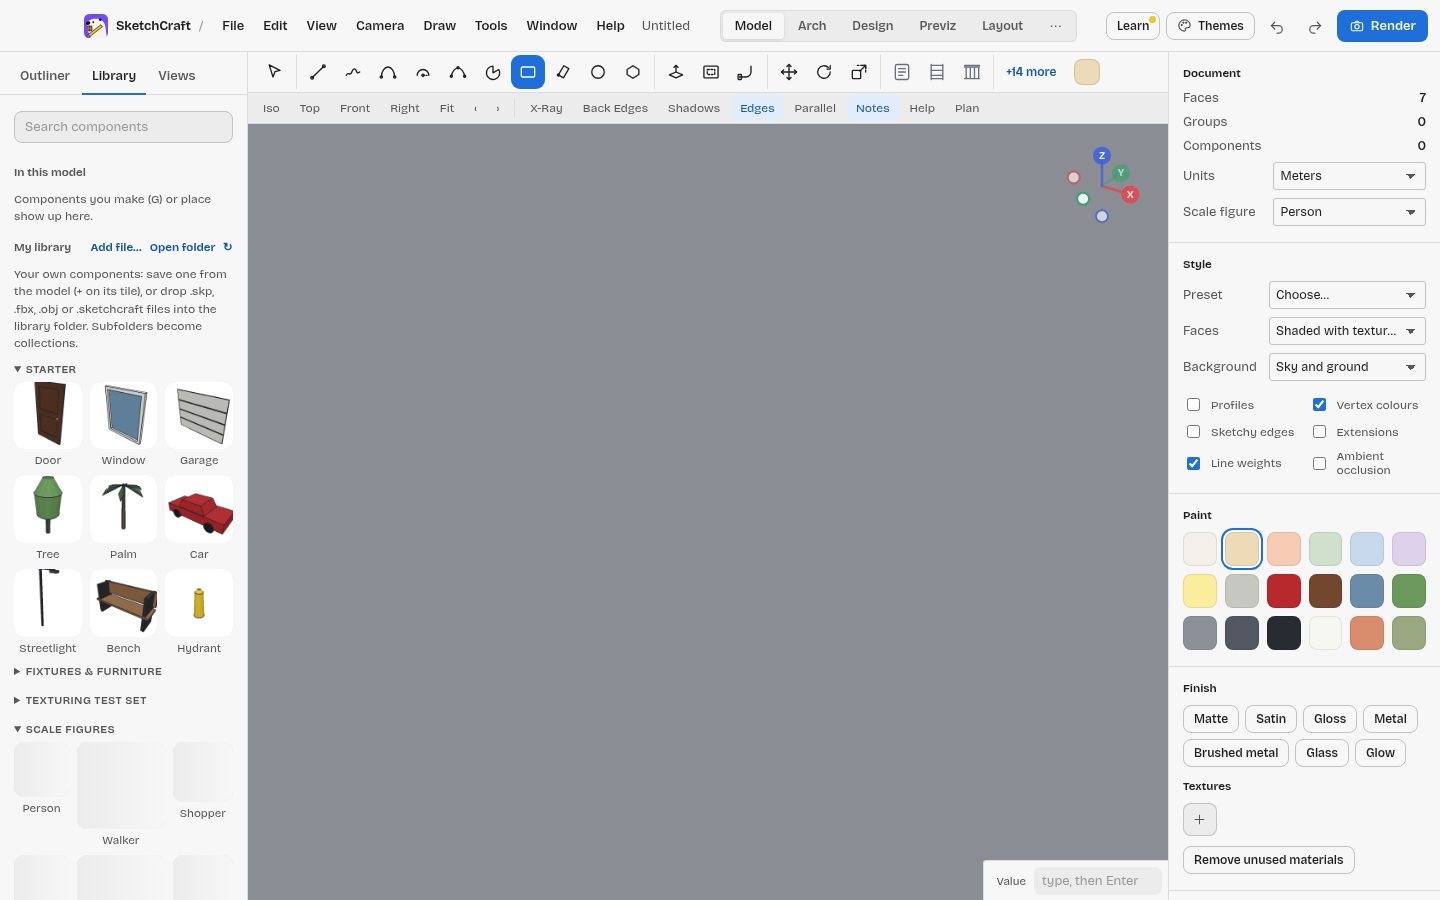 SketchCraft / File Edit View Camera Draw Tools Window Help Untitled Model Arch Design Previz Layout ··· Learn Themes Render
Outliner Library Views
+14 more
Iso Top Front Right Fit ‹ › X-Ray Back Edges Shadows Edges Parallel Notes Help Plan
Search components
In this model
Components you make (G) or place
show up here.
My library Add file... Open folder ↻
Your own components: save one from
the model (+ on its tile), or drop .skp,
.fbx, .obj or .sketchcraft files into the
library folder. Subfolders become
collections.
▼ STARTER
Door Window Garage
Tree Palm Car
Streetlight Bench Hydrant
▶ FIXTURES & FURNITURE
▶ TEXTURING TEST SET
▼ SCALE FIGURES
Person Walker Shopper
Z
Y
X
Value type, then Enter
Document
Faces 7
Groups 0
Components 0
Units Meters
Scale figure Person
Style
Preset Choose...
Faces Shaded with textur...
Background Sky and ground
Profiles Vertex colours
Sketchy edges Extensions
Line weights Ambient
occlusion
Paint
Finish
Matte Satin Gloss Metal
Brushed metal Glass Glow
Textures
+
Remove unused materials